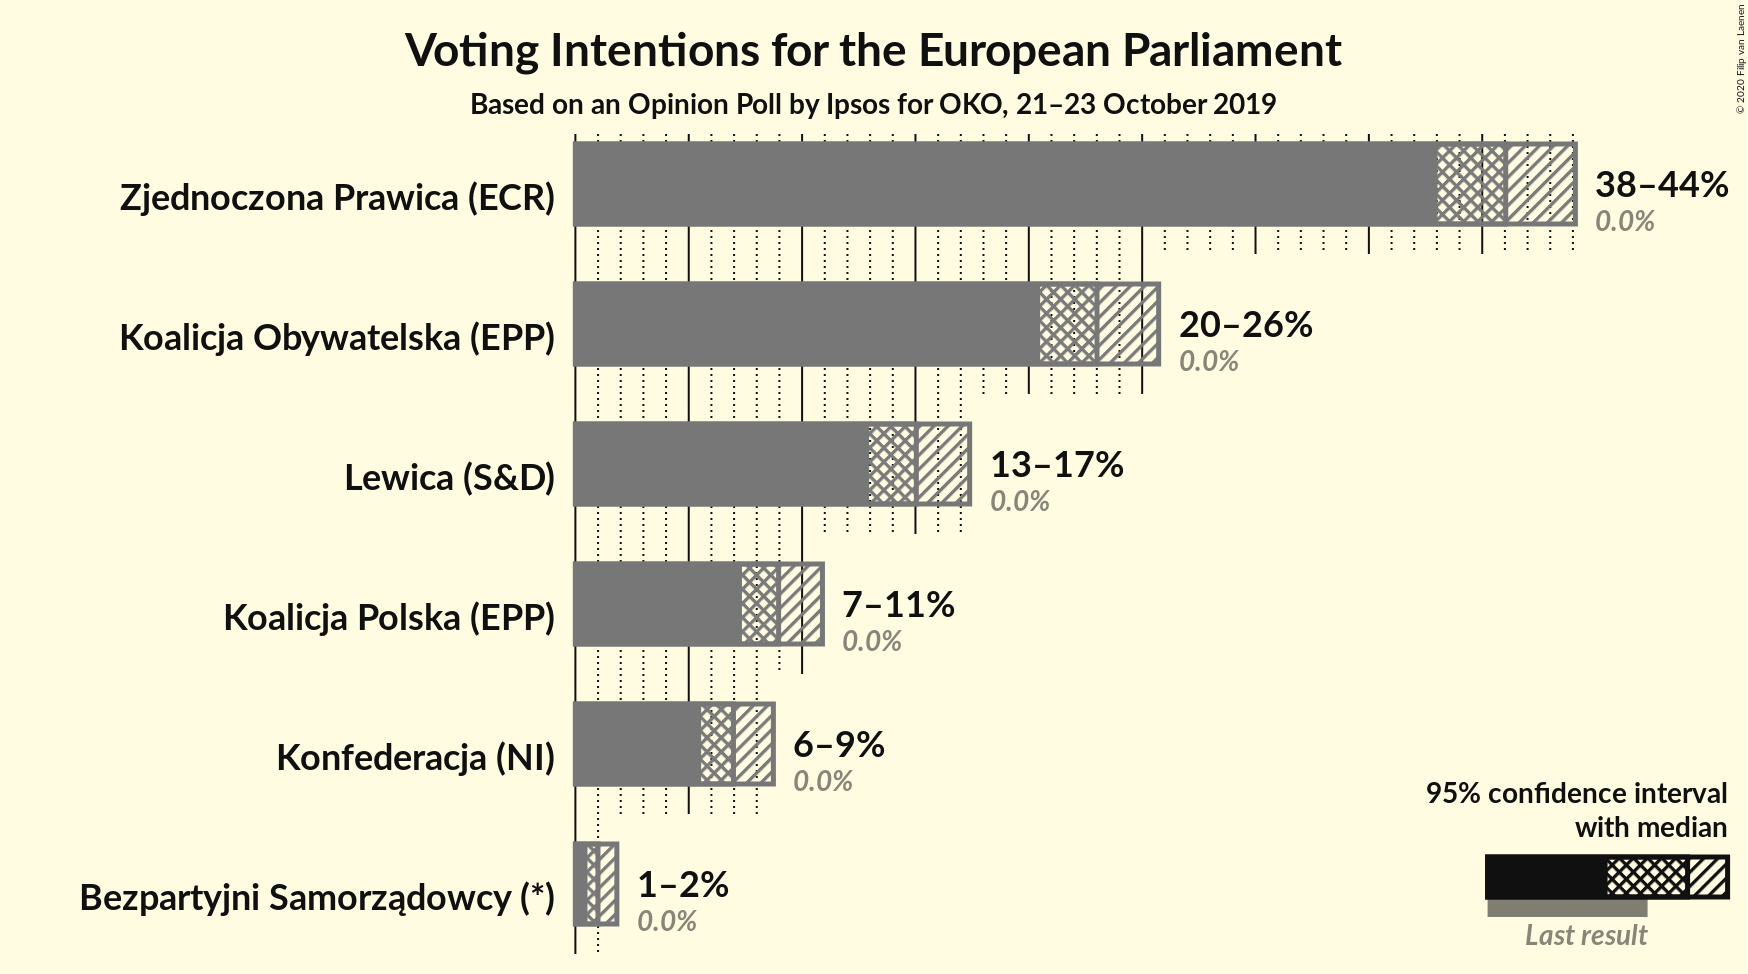 Voting Intentions for the European Parliament
Based on an Opinion Poll by Ipsos for OKO, 21–23 October 2019
© 2020 Filip van Laenen
Zjednoczona Prawica (ECR)
38–44%
0.0%
Koalicja Obywatelska (EPP)
20–26%
0.0%
Lewica (S&D)
13–17%
0.0%
Koalicja Polska (EPP)
7–11%
0.0%
Konfederacja (NI)
6–9%
0.0%
Bezpartyjni Samorządowcy (*)
1–2%
0.0%
95% confidence interval
with median
Last result